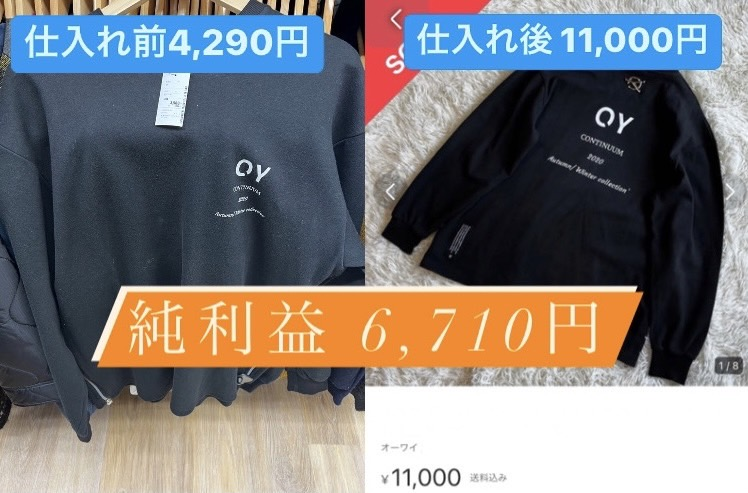 仕入れ前4,290円
仕入れ後11,000円
OY
CONTINUUM
2020
Autumn/ Winter collection
OY
CONTINUUM
2020
Autumn/ Winter collection
純利益 6,710円
1 / 8
オーワイ
¥11,000 送料込み